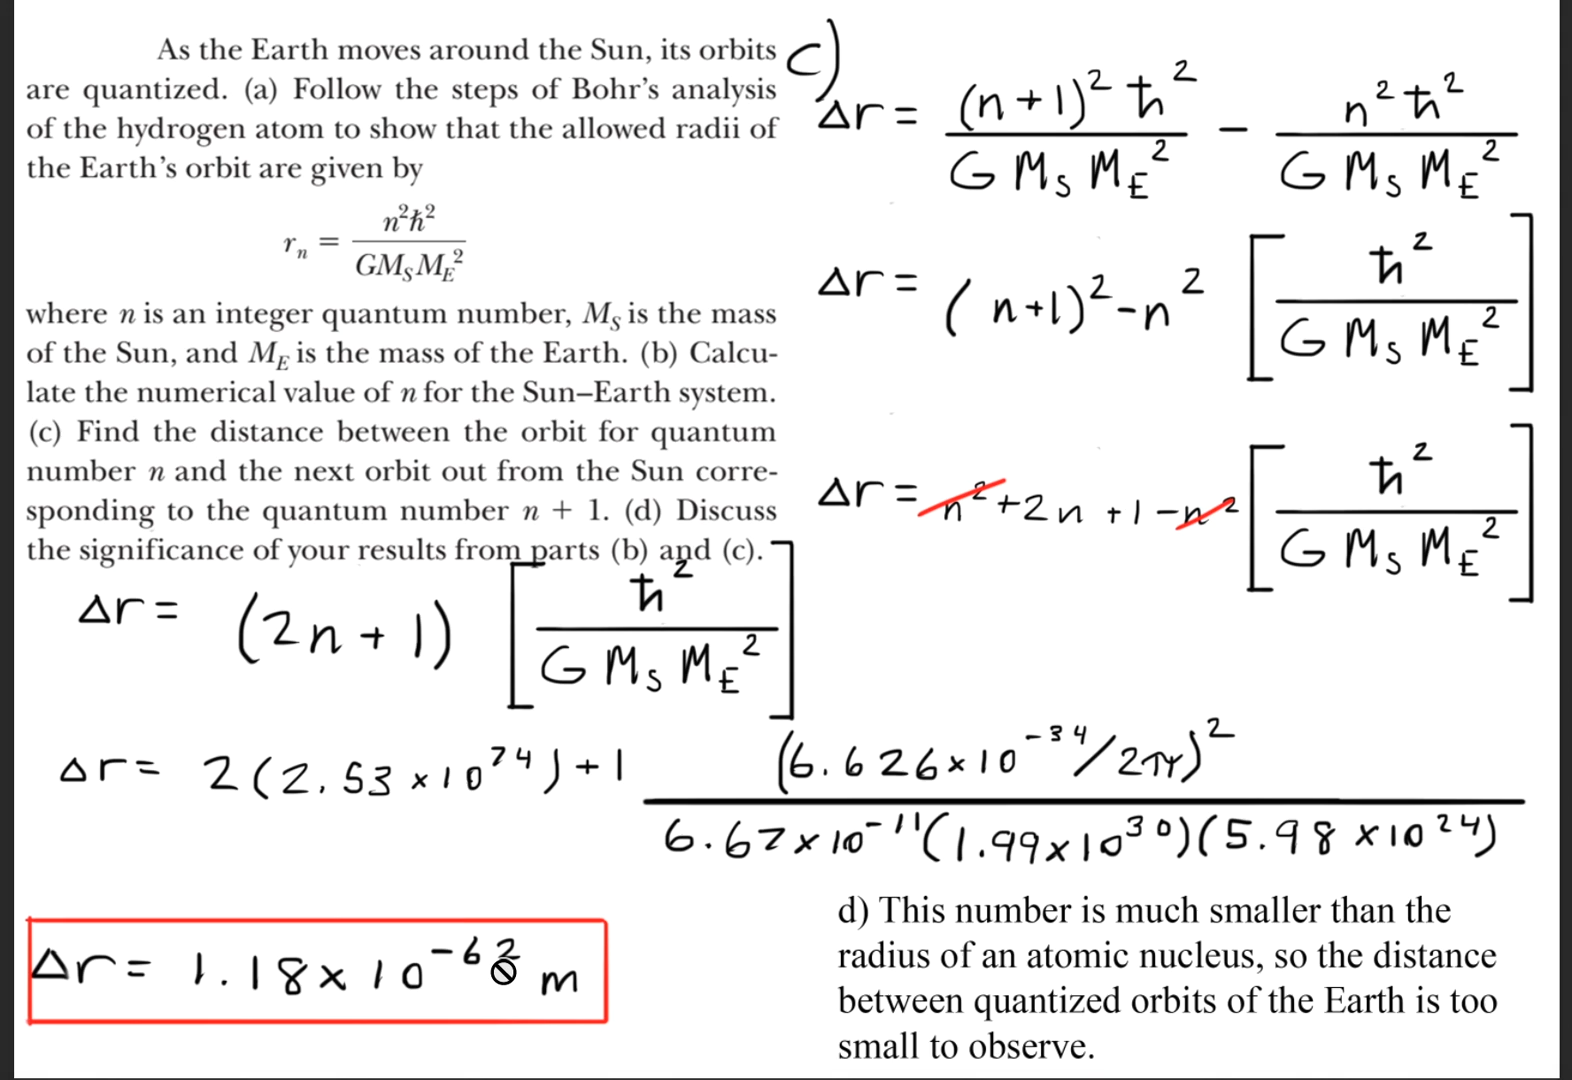 As the Earth moves around the Sun, its orbits
are quantized. (a) Follow the steps of Bohr's analysis
of the hydrogen atom to show that the allowed radii of
the Earth's orbit are given by
rₙ = n²ℏ² / GM_S M_E²
where n is an integer quantum number, M_S is the mass
of the Sun, and M_E is the mass of the Earth. (b) Calcu-
late the numerical value of n for the Sun–Earth system.
(c) Find the distance between the orbit for quantum
number n and the next orbit out from the Sun corre-
sponding to the quantum number n + 1. (d) Discuss
the significance of your results from parts (b) and (c).
c)
Δr = (n+1)²ℏ² / G M_S M_E² − n²ℏ² / G M_S M_E²
Δr = (n+1)²-n² [ℏ² / G M_S M_E²]
Δr = n²+2n+1-n² [ℏ² / G M_S M_E²]
Δr = (2n+1) [ℏ² / G M_S M_E²]
Δr = 2(2.53×10⁷⁴)+1 (6.626×10⁻³⁴/2π)² / 6.67×10⁻¹¹(1.99×10³⁰)(5.98×10²⁴)
Δr = 1.18×10⁻⁶³ m
d) This number is much smaller than the
radius of an atomic nucleus, so the distance
between quantized orbits of the Earth is too
small to observe.